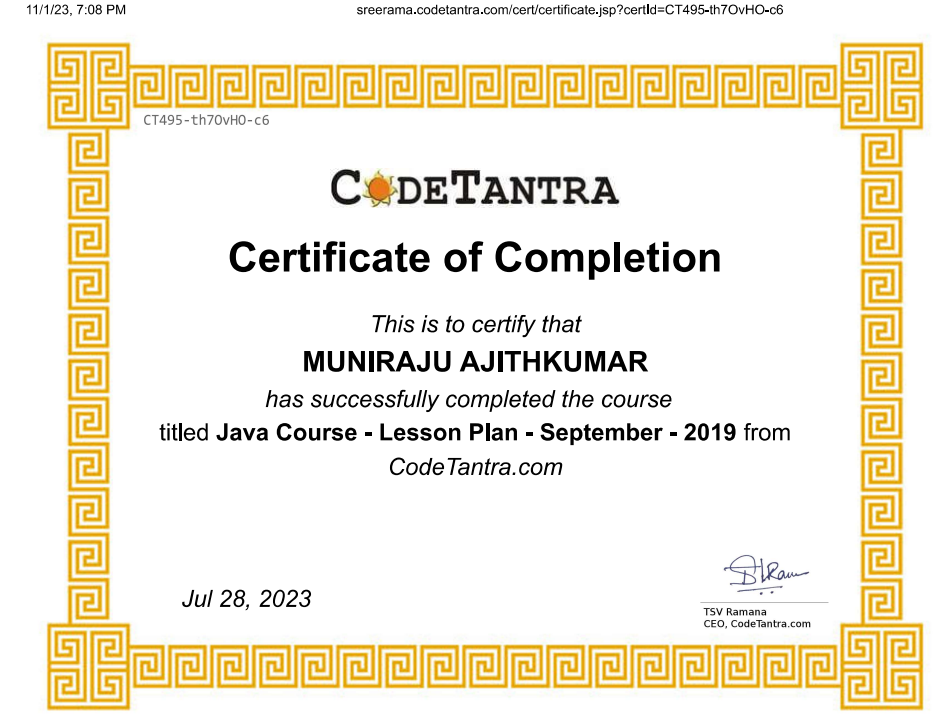 11/1/23, 7:08 PM sreerama.codetantra.com/cert/certificate.jsp?certId=CT495-th7OvHO-c6
CT495-th7OvHO-c6
CODETANTRA
Certificate of Completion
This is to certify that
MUNIRAJU AJITHKUMAR
has successfully completed the course
titled Java Course - Lesson Plan - September - 2019 from
CodeTantra.com
Jul 28, 2023
TSV Ramana
CEO, CodeTantra.com